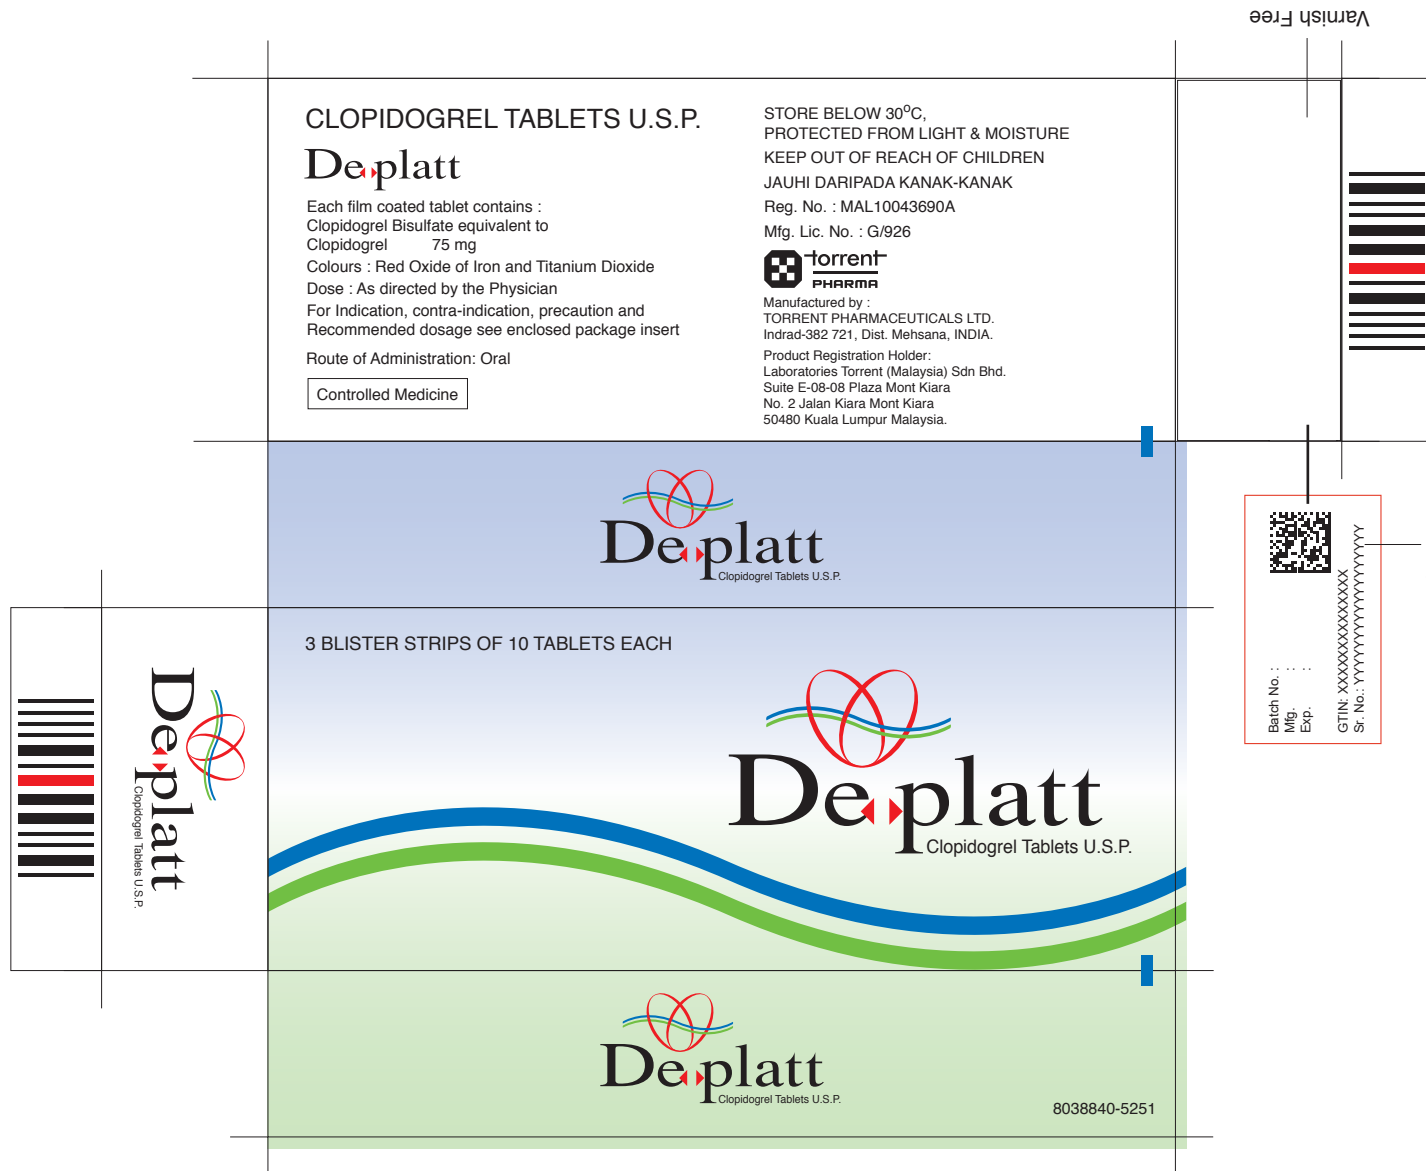 Varnish Free
CLOPIDOGREL TABLETS U.S.P.
Deplatt
Each film coated tablet contains :
Clopidogrel Bisulfate equivalent to
Clopidogrel 75 mg
Colours : Red Oxide of Iron and Titanium Dioxide
Dose : As directed by the Physician
For Indication, contra-indication, precaution and
Recommended dosage see enclosed package insert
Route of Administration: Oral
Controlled Medicine
STORE BELOW 30°C,
PROTECTED FROM LIGHT & MOISTURE
KEEP OUT OF REACH OF CHILDREN
JAUHI DARIPADA KANAK-KANAK
Reg. No. : MAL10043690A
Mfg. Lic. No. : G/926
torrent
PHARMA
Manufactured by :
TORRENT PHARMACEUTICALS LTD.
Indrad-382 721, Dist. Mehsana, INDIA.
Product Registration Holder:
Laboratories Torrent (Malaysia) Sdn Bhd.
Suite E-08-08 Plaza Mont Kiara
No. 2 Jalan Kiara Mont Kiara
50480 Kuala Lumpur Malaysia.
Deplatt
Clopidogrel Tablets U.S.P.
Batch No. :
Mfg. :
Exp. :
GTIN: XXXXXXXXXXXXXX
Sr. No.: YYYYYYYYYYYYYYYYYYYY
Deplatt
Clopidogrel Tablets U.S.P.
3 BLISTER STRIPS OF 10 TABLETS EACH
Deplatt
Clopidogrel Tablets U.S.P.
Deplatt
Clopidogrel Tablets U.S.P.
8038840-5251